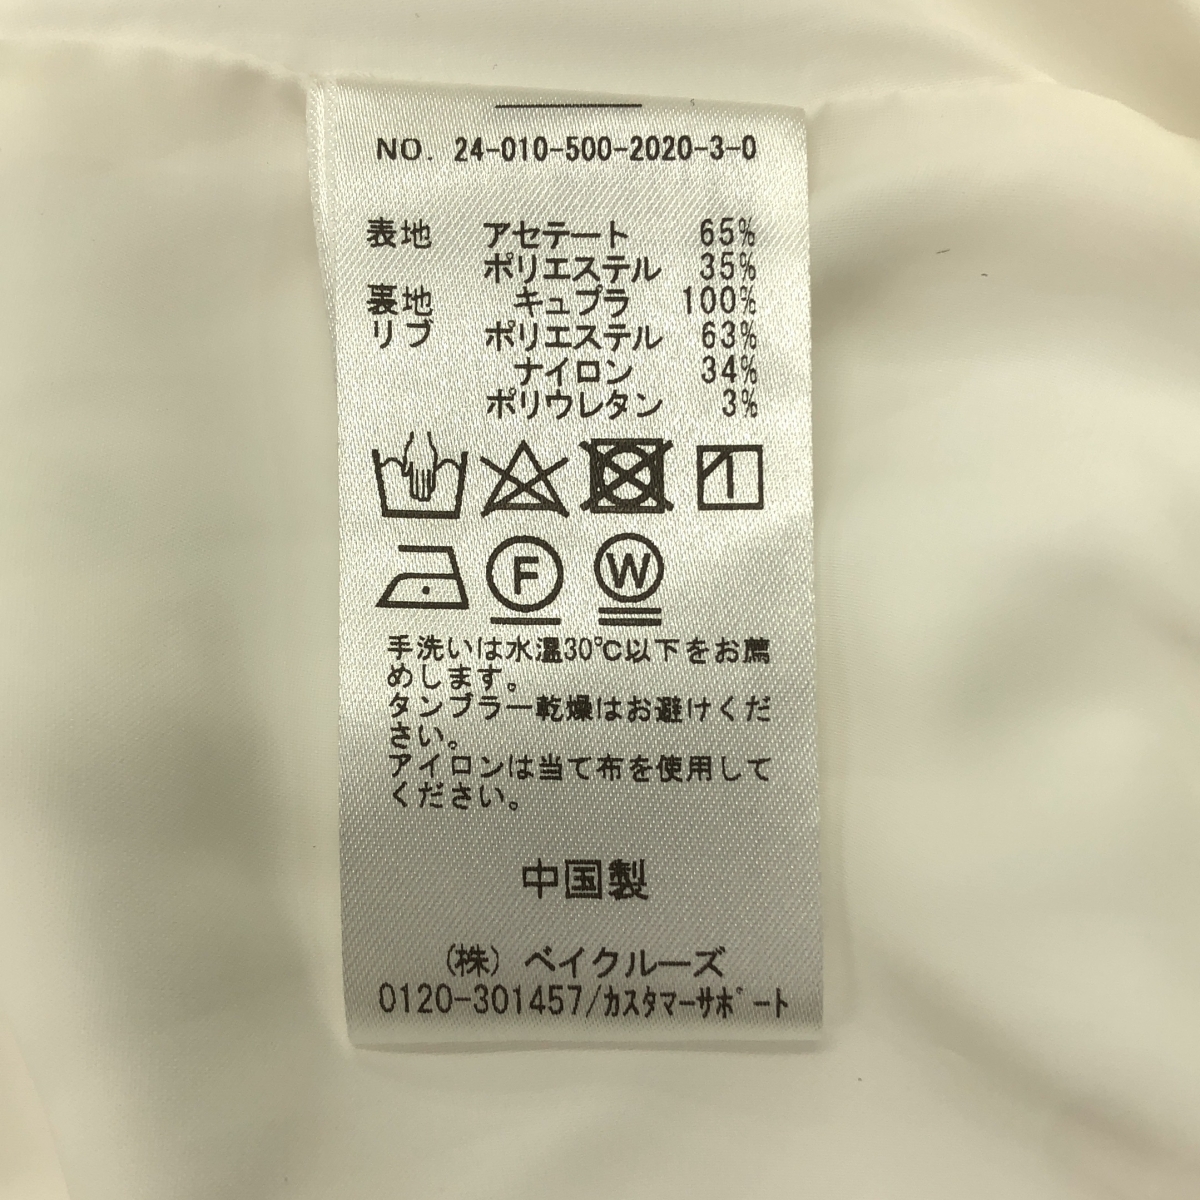 NO. 24-010-500-2020-3-0
表地 アセテート 65%
ポリエステル 35%
裏地 キュプラ 100%
リブ ポリエステル 63%
ナイロン 34%
ポリウレタン 3%
F W
手洗いは水温30℃以下をお薦
めします。
タンブラー乾燥はお避けくだ
さい。
アイロンは当て布を使用して
ください。
中国製
(株) ベイクルーズ
0120-301457/カスタマーサポート